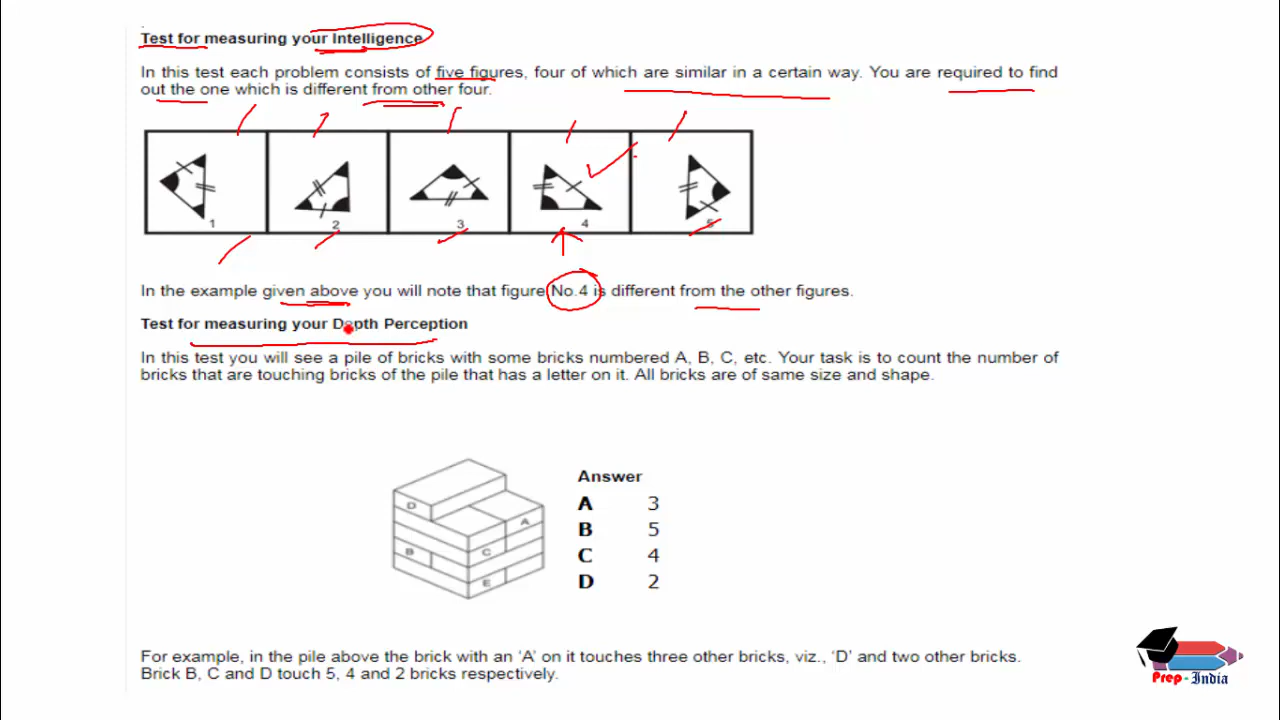 Test for measuring your Intelligence
In this test each problem consists of five figures, four of which are similar in a certain way. You are required to find
out the one which is different from other four.
1
2
3
4
5
In the example given above you will note that figure No.4 is different from the other figures.
Test for measuring your Depth Perception
In this test you will see a pile of bricks with some bricks numbered A, B, C, etc. Your task is to count the number of
bricks that are touching bricks of the pile that has a letter on it. All bricks are of same size and shape.
D
A
B
C
E
Answer
A 3
B 5
C 4
D 2
For example, in the pile above the brick with an 'A' on it touches three other bricks, viz., 'D' and two other bricks.
Brick B, C and D touch 5, 4 and 2 bricks respectively.
Prep-India